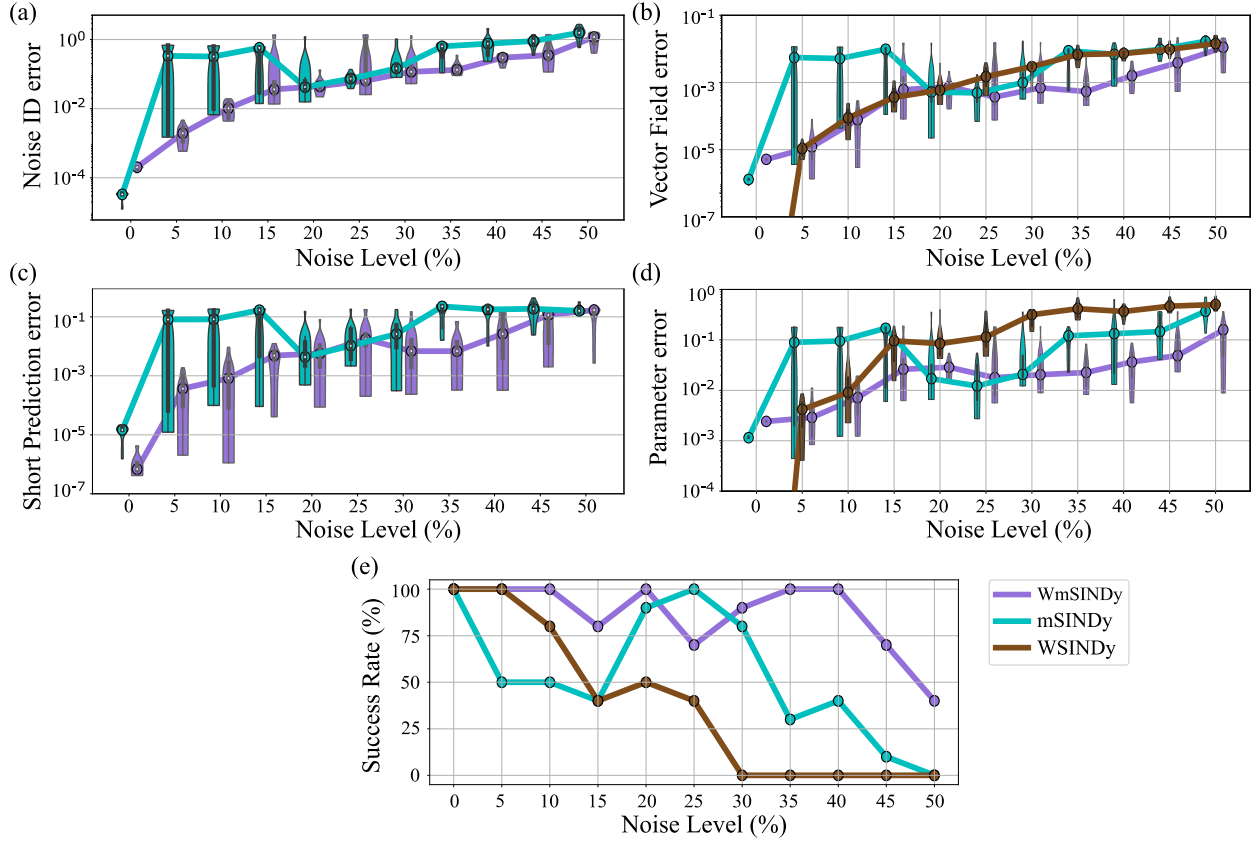 (a)
Noise ID error
10^0
10^-2
10^-4
0 5 10 15 20 25 30 35 40 45 50
Noise Level (%)
(b)
Vector Field error
10^-1
10^-3
10^-5
10^-7
0 5 10 15 20 25 30 35 40 45 50
Noise Level (%)
(c)
Short Prediction error
10^-1
10^-3
10^-5
10^-7
0 5 10 15 20 25 30 35 40 45 50
Noise Level (%)
(d)
Parameter error
10^0
10^-1
10^-2
10^-3
10^-4
0 5 10 15 20 25 30 35 40 45 50
Noise Level (%)
(e)
Success Rate (%)
100
75
50
25
0
0 5 10 15 20 25 30 35 40 45 50
Noise Level (%)
WmSINDy
mSINDy
WSINDy